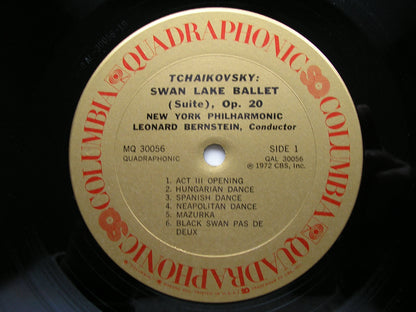 COLUMBIA QUADRAPHONIC COLUMBIA QUADRAPHONIC
TCHAIKOVSKY:
SWAN LAKE BALLET
(Suite), Op. 20
NEW YORK PHILHARMONIC
LEONARD BERNSTEIN, Conductor
MQ 30056
QUADRAPHONIC
SIDE 1
QAL 30056
℗ 1972 CBS, Inc.
1. ACT III OPENING
2. HUNGARIAN DANCE
3. SPANISH DANCE
4. NEAPOLITAN DANCE
5. MAZURKA
6. BLACK SWAN PAS DE
DEUX